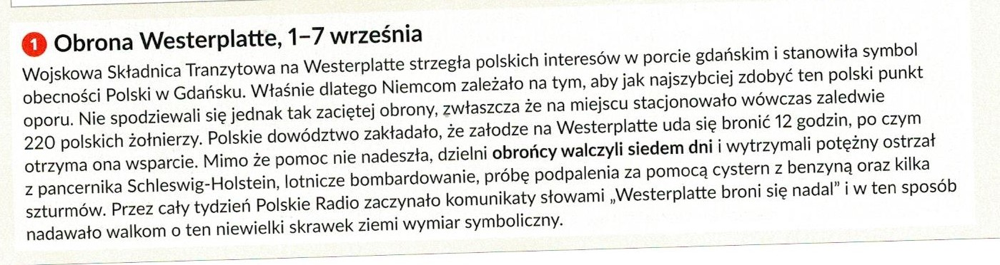 1 Obrona Westerplatte, 1–7 września
Wojskowa Składnica Tranzytowa na Westerplatte strzegła polskich interesów w porcie gdańskim i stanowiła symbol
obecności Polski w Gdańsku. Właśnie dlatego Niemcom zależało na tym, aby jak najszybciej zdobyć ten polski punkt
oporu. Nie spodziewali się jednak tak zaciętej obrony, zwłaszcza że na miejscu stacjonowało wówczas zaledwie
220 polskich żołnierzy. Polskie dowództwo zakładało, że załodze na Westerplatte uda się bronić 12 godzin, po czym
otrzyma ona wsparcie. Mimo że pomoc nie nadeszła, dzielni obrońcy walczyli siedem dni i wytrzymali potężny ostrzał
z pancernika Schleswig-Holstein, lotnicze bombardowanie, próbę podpalenia za pomocą cystern z benzyną oraz kilka
szturmów. Przez cały tydzień Polskie Radio zaczynało komunikaty słowami „Westerplatte broni się nadal” i w ten sposób
nadawało walkom o ten niewielki skrawek ziemi wymiar symboliczny.